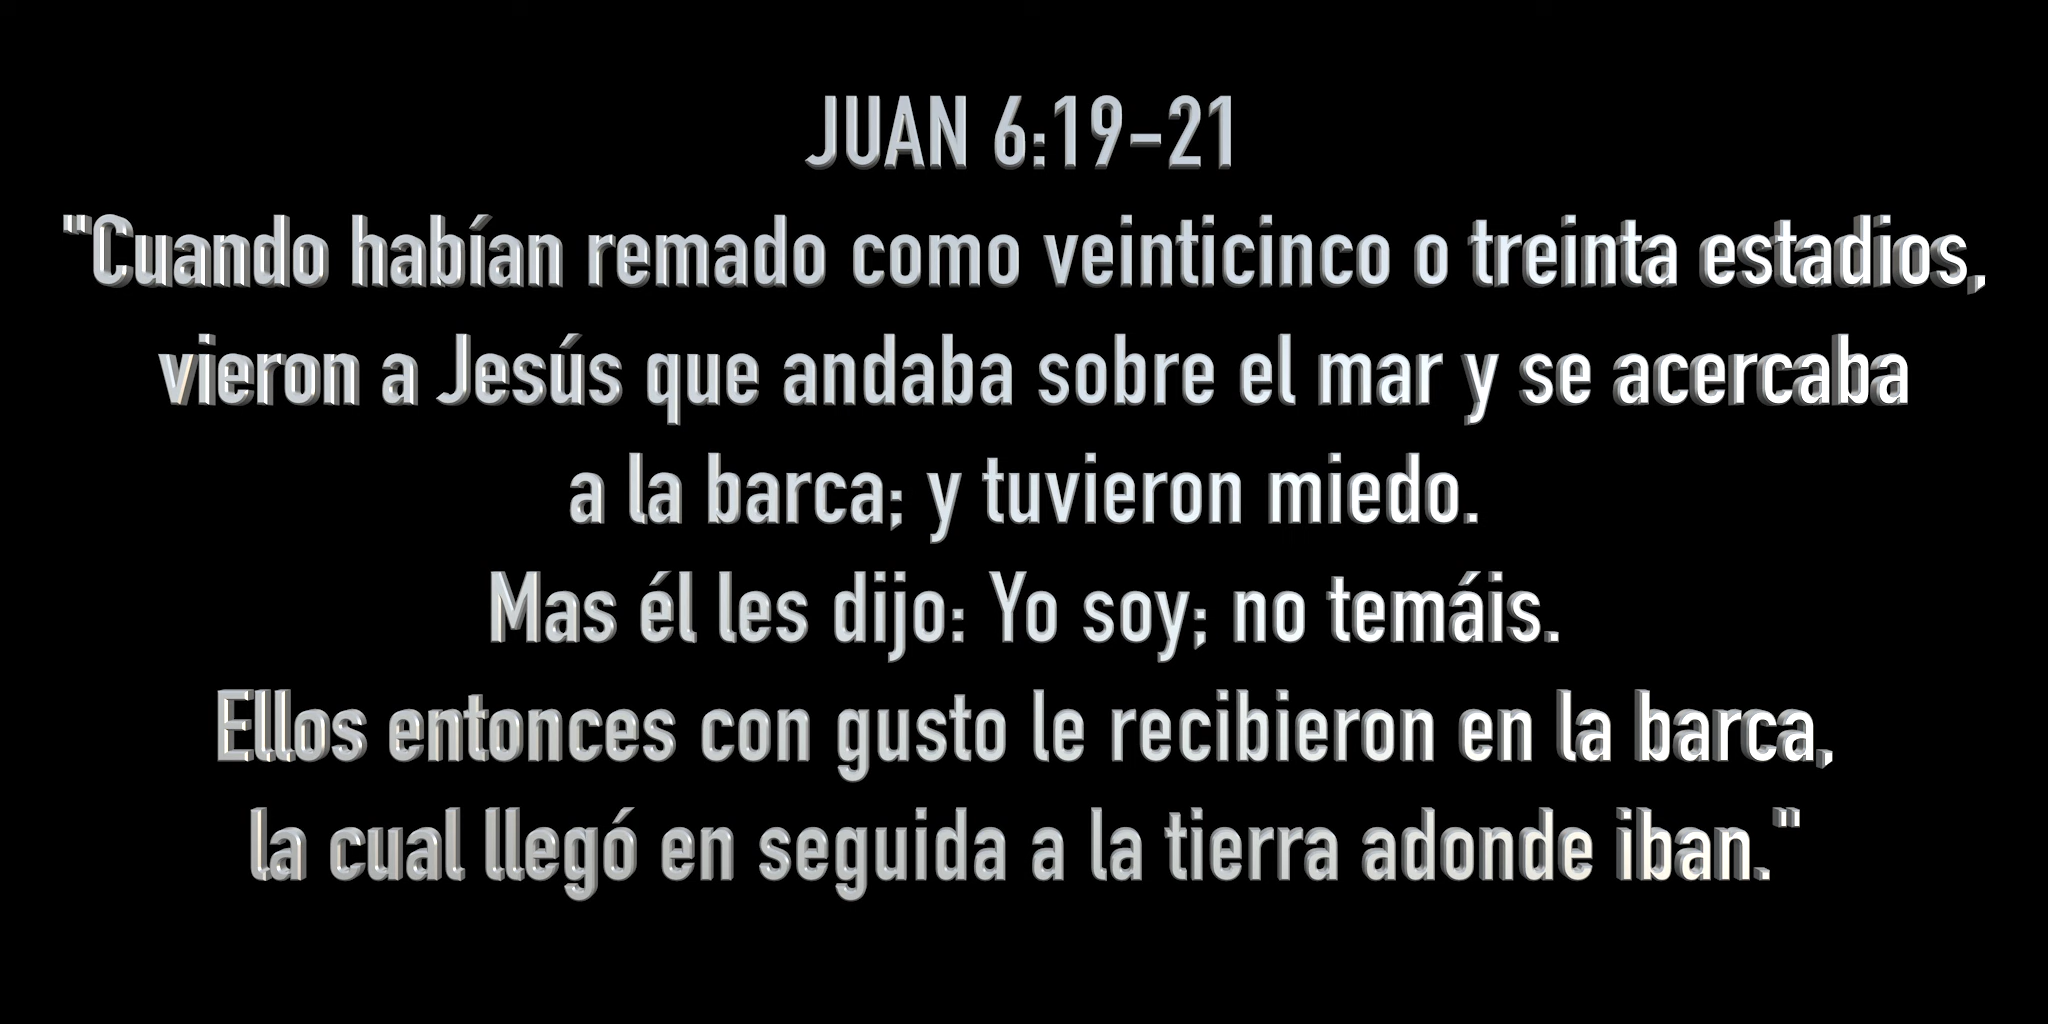 JUAN 6:19-21
"Cuando habían remado como veinticinco o treinta estadios,
vieron a Jesús que andaba sobre el mar y se acercaba
a la barca; y tuvieron miedo.
Mas él les dijo: Yo soy; no temáis.
Ellos entonces con gusto le recibieron en la barca,
la cual llegó en seguida a la tierra adonde iban."